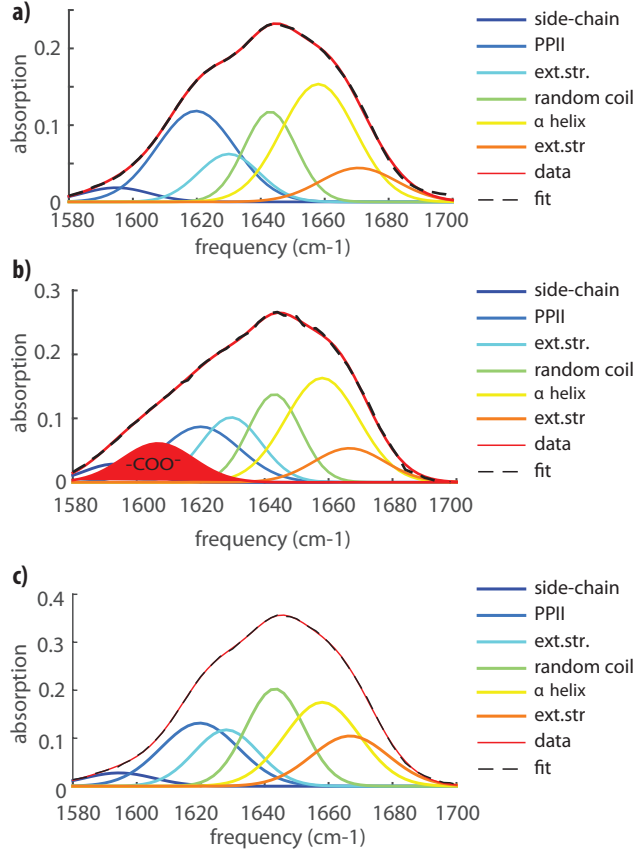 a)
absorption
0.2
0.1
0
1580
1600
1620
1640
1660
1680
1700
frequency (cm-1)
side-chain
PPII
ext.str.
random coil
α helix
ext.str
data
fit
b)
absorption
0.3
0.2
0.1
0
-COO⁻
1580
1600
1620
1640
1660
1680
1700
frequency (cm-1)
side-chain
PPII
ext.str.
random coil
α helix
ext.str
data
fit
c)
absorption
0.4
0.3
0.2
0.1
0
1580
1600
1620
1640
1660
1680
1700
frequency (cm-1)
side-chain
PPII
ext.str.
random coil
α helix
ext.str
data
fit